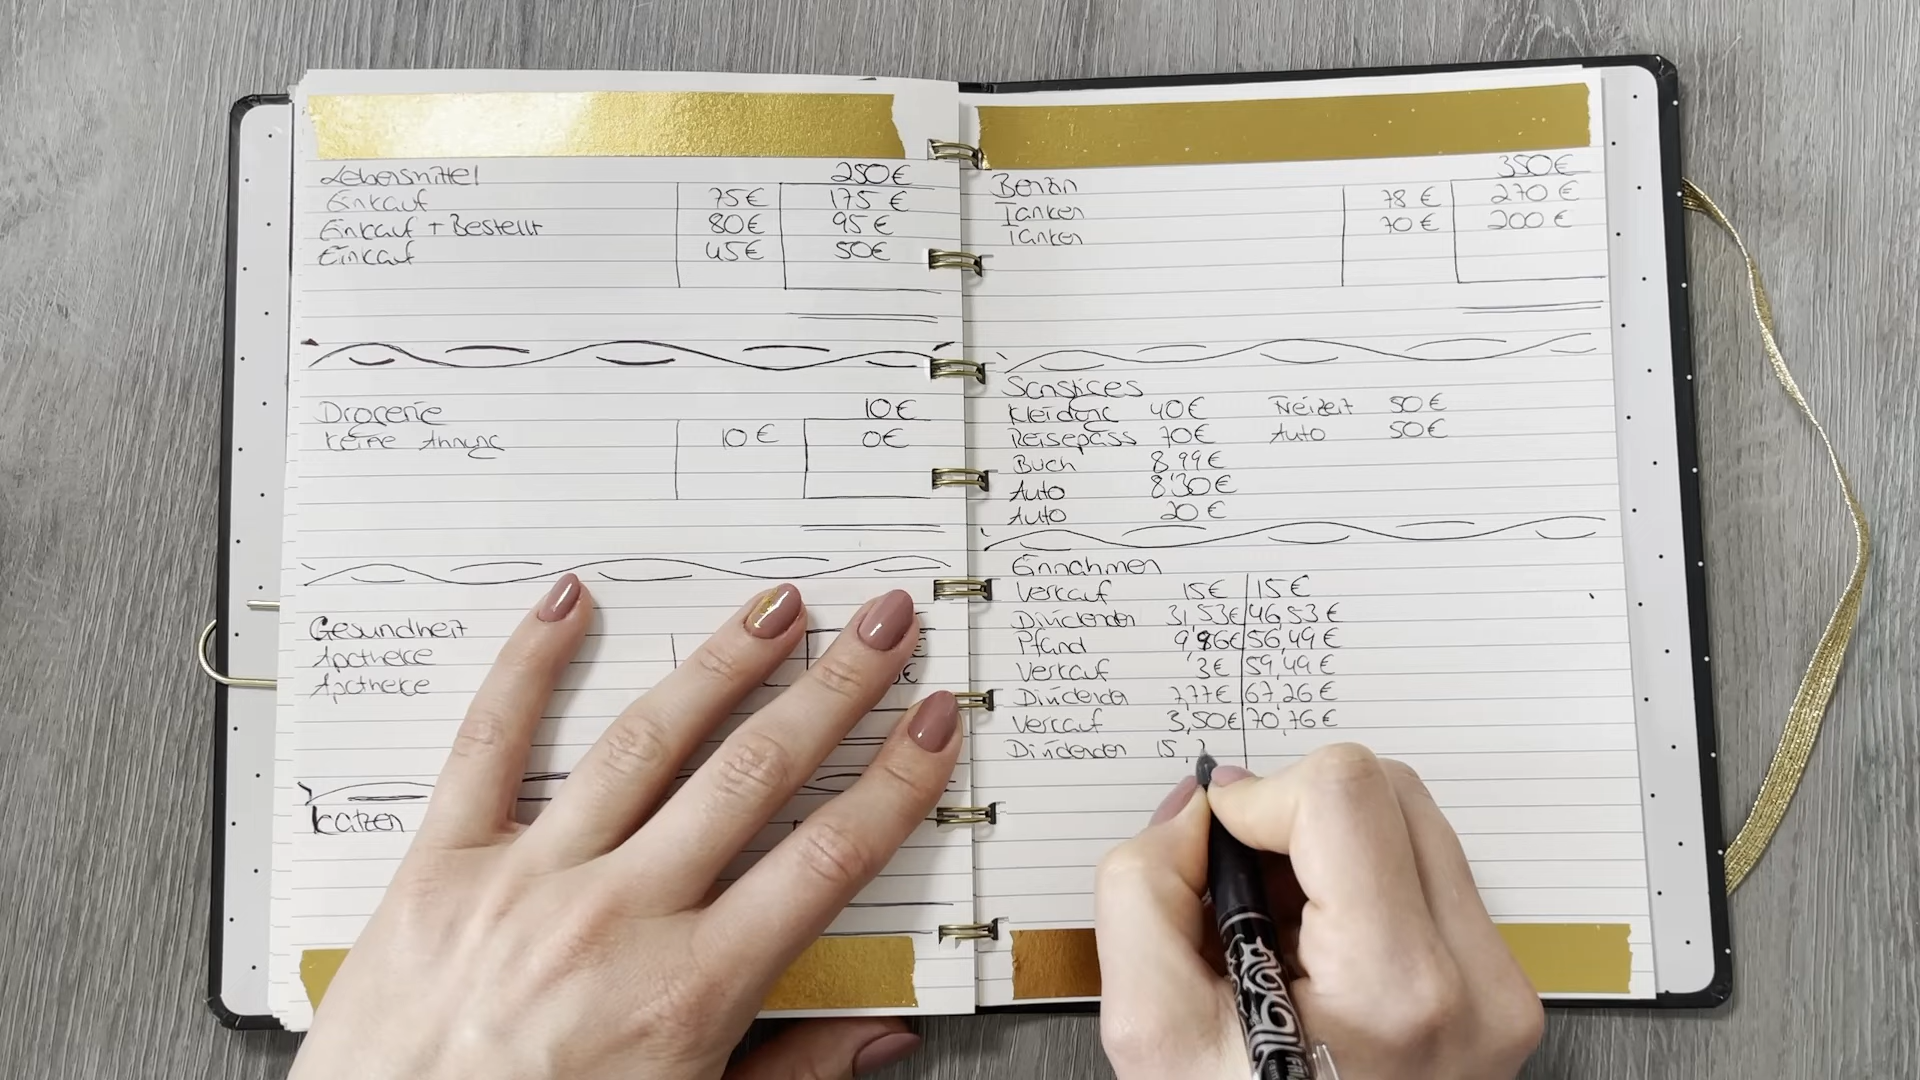 Lebensmittel 250€
Einkauf 75€ 175€
Einkauf + Bestellt 80€ 95€
Einkauf 45€ 50€
Drogerie 10€
Keine Ahnung 10€ 0€
Gesundheit
Apotheke
Apotheke
Katzen
350€
Benzin
Tanken 78€ 270€
Tanken 70€ 200€
Sonstiges
Kleidung 40€ Freizeit 50€
Reisepass 70€ Auto 50€
Buch 8,99€
Auto 8,30€
Auto 20€
Einnahmen
Verkauf 15€ 15€
Dividenden 31,53€ 46,53€
Pfand 9,96€ 56,49€
Verkauf 3€ 59,49€
Dividenden 7,77€ 67,26€
Verkauf 3,50€ 70,76€
Dividenden 15,